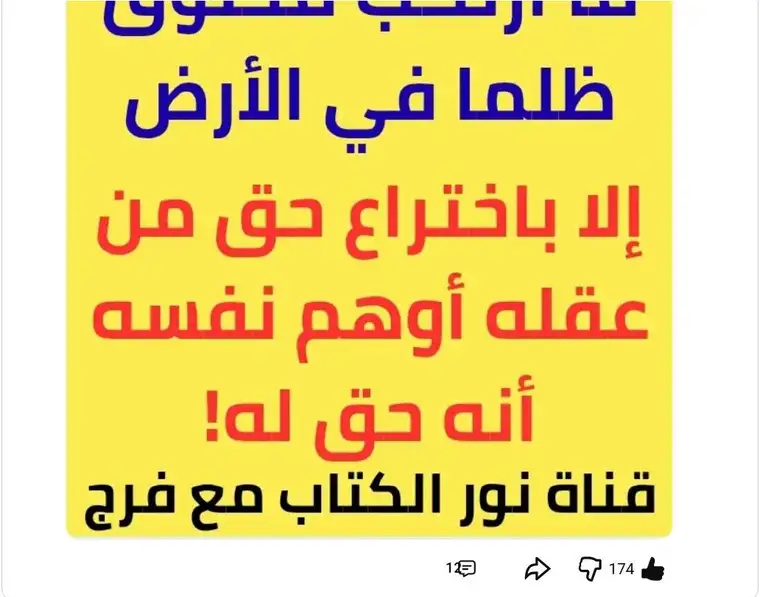 ظلما في الأرض
إلا باختراع حق من
عقله أوهم نفسه
أنه حق له!
قناة نور الكتاب مع فرج
12
174